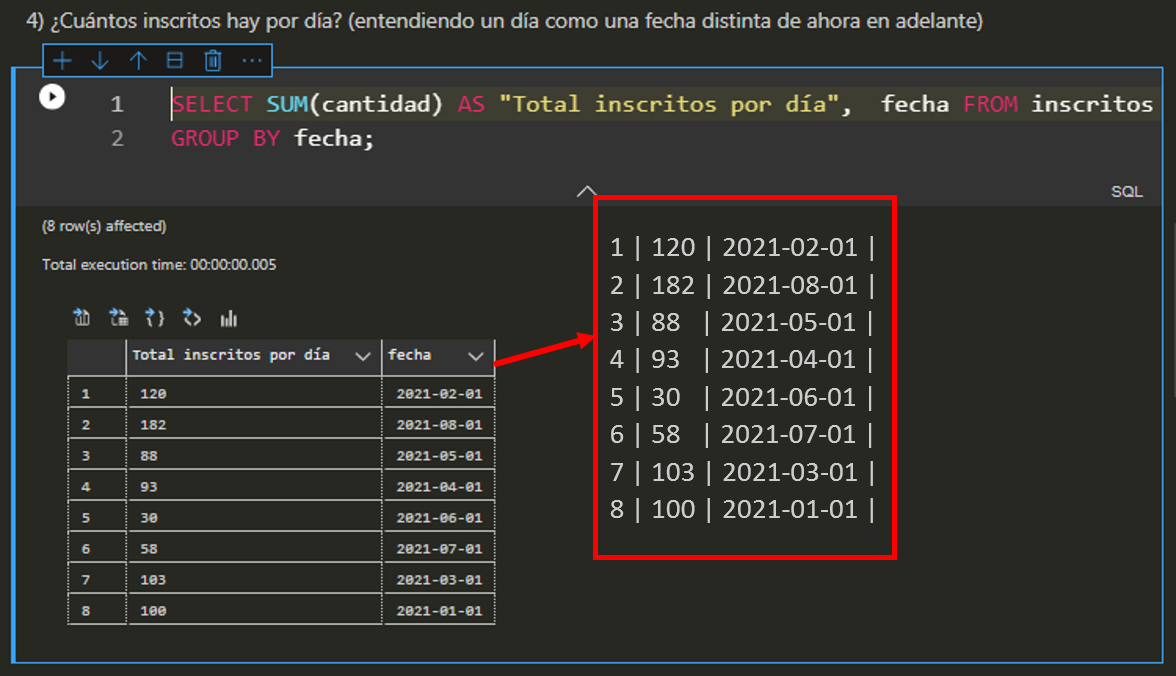 4) ¿Cuántos inscritos hay por día? (entendiendo un día como una fecha distinta de ahora en adelante)
1 SELECT SUM(cantidad) AS "Total inscritos por día",  fecha FROM inscritos
2 GROUP BY fecha;
SQL
(8 row(s) affected)
Total execution time: 00:00:00.005
Total inscritos por día fecha
1 120 2021-02-01
2 182 2021-08-01
3 88 2021-05-01
4 93 2021-04-01
5 30 2021-06-01
6 58 2021-07-01
7 103 2021-03-01
8 100 2021-01-01
1 | 120 | 2021-02-01 |
2 | 182 | 2021-08-01 |
3 | 88 | 2021-05-01 |
4 | 93 | 2021-04-01 |
5 | 30 | 2021-06-01 |
6 | 58 | 2021-07-01 |
7 | 103 | 2021-03-01 |
8 | 100 | 2021-01-01 |